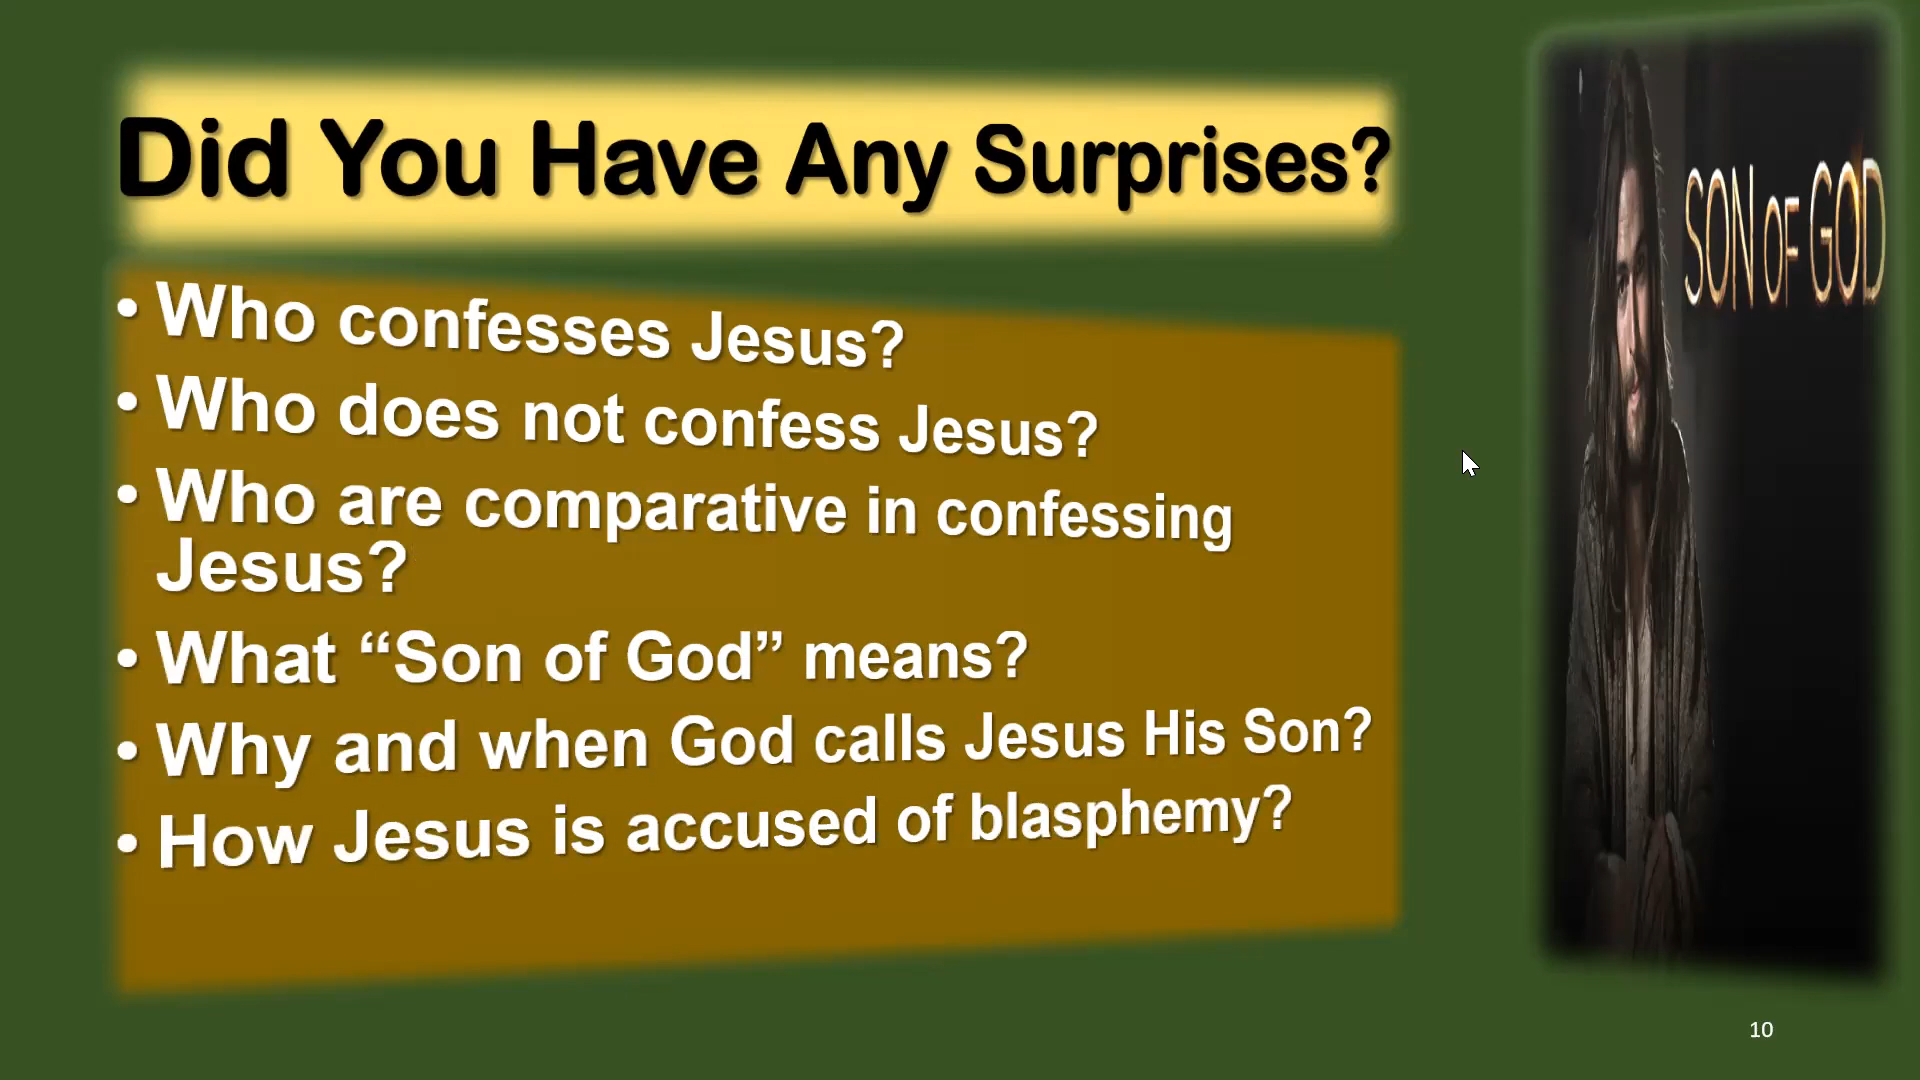 Did You Have Any Surprises?
SON OF GOD
• Who confesses Jesus?
• Who does not confess Jesus?
• Who are comparative in confessing
Jesus?
• What “Son of God” means?
• Why and when God calls Jesus His Son?
• How Jesus is accused of blasphemy?
10